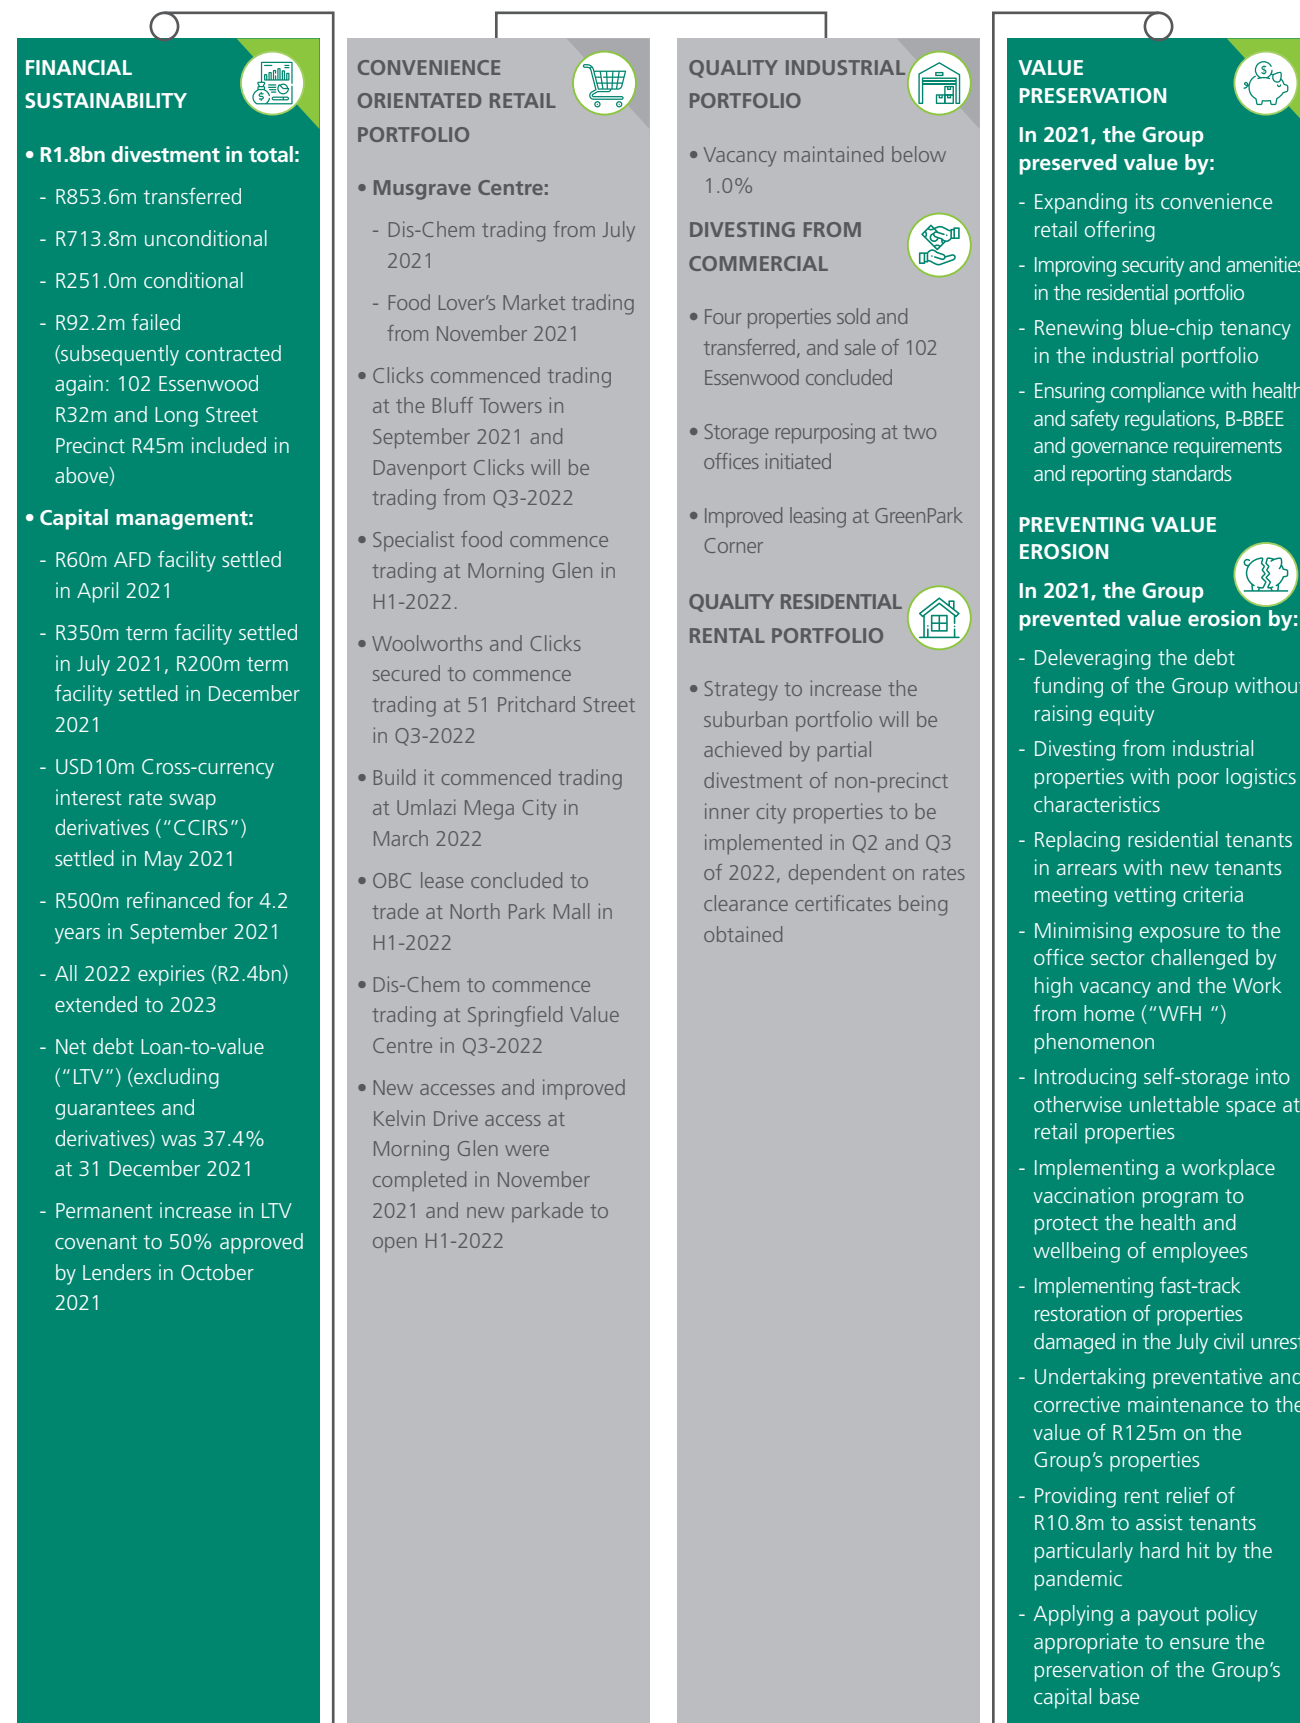 FINANCIAL
SUSTAINABILITY
• R1.8bn divestment in total:
- R853.6m transferred
- R713.8m unconditional
- R251.0m conditional
- R92.2m failed
(subsequently contracted
again: 102 Essenwood
R32m and Long Street
Precinct R45m included in
above)
• Capital management:
- R60m AFD facility settled
in April 2021
- R350m term facility settled
in July 2021, R200m term
facility settled in December
2021
- USD10m Cross-currency
interest rate swap
derivatives (“CCIRS”)
settled in May 2021
- R500m refinanced for 4.2
years in September 2021
- All 2022 expiries (R2.4bn)
extended to 2023
- Net debt Loan-to-value
(“LTV”) (excluding
guarantees and
derivatives) was 37.4%
at 31 December 2021
- Permanent increase in LTV
covenant to 50% approved
by Lenders in October
2021
CONVENIENCE
ORIENTATED RETAIL
PORTFOLIO
• Musgrave Centre:
- Dis-Chem trading from July
2021
- Food Lover’s Market trading
from November 2021
• Clicks commenced trading
at the Bluff Towers in
September 2021 and
Davenport Clicks will be
trading from Q3-2022
• Specialist food commence
trading at Morning Glen in
H1-2022.
• Woolworths and Clicks
secured to commence
trading at 51 Pritchard Street
in Q3-2022
• Build it commenced trading
at Umlazi Mega City in
March 2022
• OBC lease concluded to
trade at North Park Mall in
H1-2022
• Dis-Chem to commence
trading at Springfield Value
Centre in Q3-2022
• New accesses and improved
Kelvin Drive access at
Morning Glen were
completed in November
2021 and new parkade to
open H1-2022
QUALITY INDUSTRIAL
PORTFOLIO
• Vacancy maintained below
1.0%
DIVESTING FROM
COMMERCIAL
• Four properties sold and
transferred, and sale of 102
Essenwood concluded
• Storage repurposing at two
offices initiated
• Improved leasing at GreenPark
Corner
QUALITY RESIDENTIAL
RENTAL PORTFOLIO
• Strategy to increase the
suburban portfolio will be
achieved by partial
divestment of non-precinct
inner city properties to be
implemented in Q2 and Q3
of 2022, dependent on rates
clearance certificates being
obtained
VALUE
PRESERVATION
In 2021, the Group
preserved value by:
- Expanding its convenience
retail offering
- Improving security and amenities
in the residential portfolio
- Renewing blue-chip tenancy
in the industrial portfolio
- Ensuring compliance with health
and safety regulations, B-BBEE
and governance requirements
and reporting standards
PREVENTING VALUE
EROSION
In 2021, the Group
prevented value erosion by:
- Deleveraging the debt
funding of the Group without
raising equity
- Divesting from industrial
properties with poor logistics
characteristics
- Replacing residential tenants
in arrears with new tenants
meeting vetting criteria
- Minimising exposure to the
office sector challenged by
high vacancy and the Work
from home (“WFH “)
phenomenon
- Introducing self-storage into
otherwise unlettable space at
retail properties
- Implementing a workplace
vaccination program to
protect the health and
wellbeing of employees
- Implementing fast-track
restoration of properties
damaged in the July civil unrest
- Undertaking preventative and
corrective maintenance to the
value of R125m on the
Group’s properties
- Providing rent relief of
R10.8m to assist tenants
particularly hard hit by the
pandemic
- Applying a payout policy
appropriate to ensure the
preservation of the Group’s
capital base